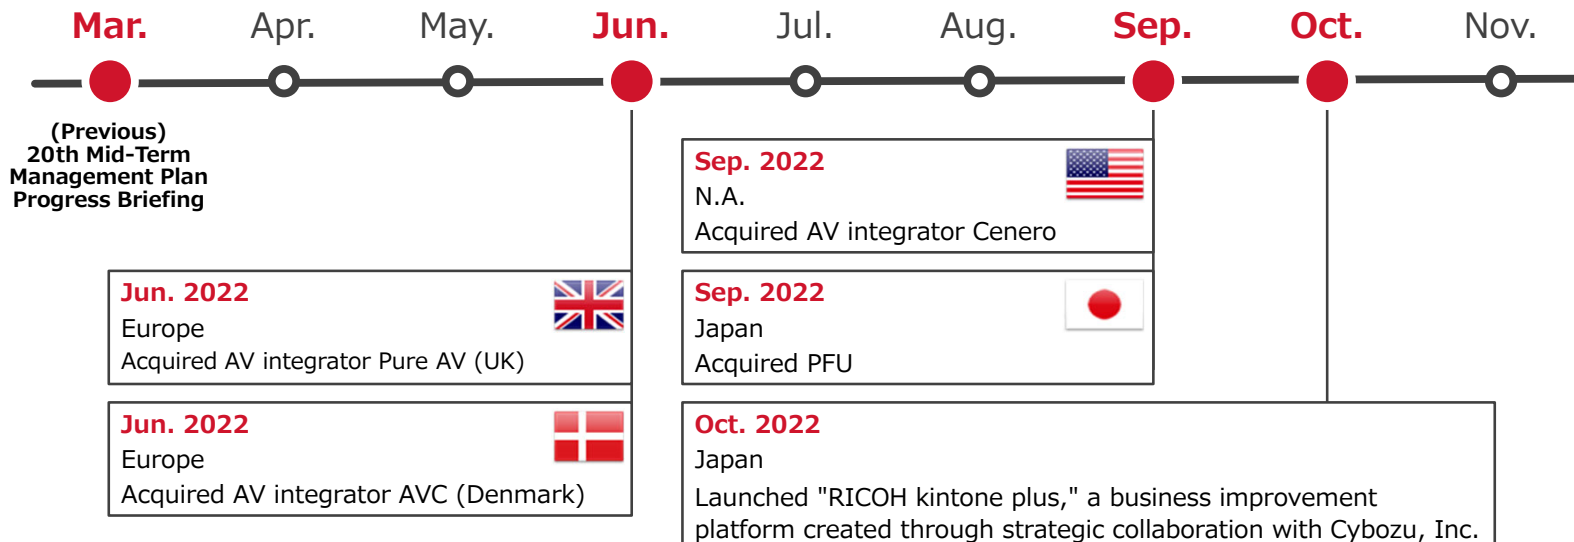 Mar. Apr. May. Jun. Jul. Aug. Sep. Oct. Nov.
(Previous)
20th Mid-Term
Management Plan
Progress Briefing
Jun. 2022
Europe
Acquired AV integrator Pure AV (UK)
Jun. 2022
Europe
Acquired AV integrator AVC (Denmark)
Sep. 2022
N.A.
Acquired AV integrator Cenero
Sep. 2022
Japan
Acquired PFU
Oct. 2022
Japan
Launched "RICOH kintone plus," a business improvement
platform created through strategic collaboration with Cybozu, Inc.